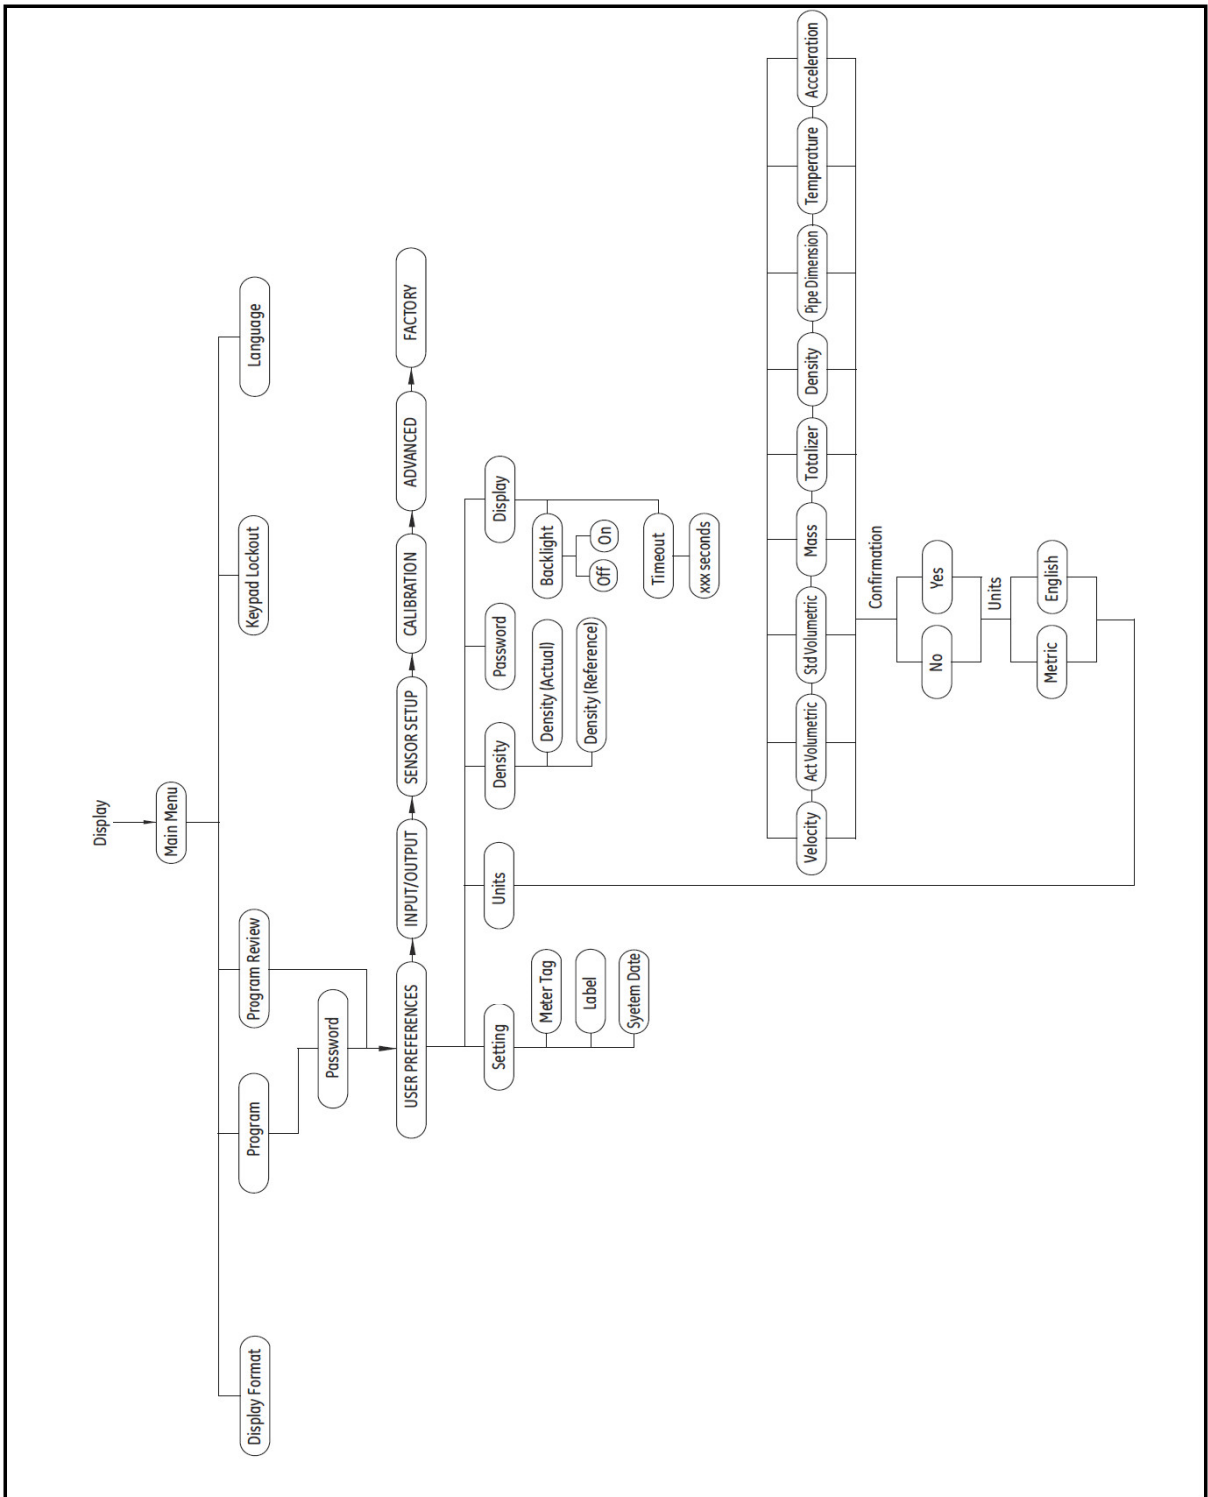 Display
Main Menu
Display Format
Program
Program Review
Keypad Lockout
Language
Password
USER PREFERENCES
INPUT/OUTPUT
SENSOR SETUP
CALIBRATION
ADVANCED
FACTORY
Setting
Units
Density
Password
Display
Meter Tag
Label
Syetem Date
Density (Actual)
Density (Reference)
Backlight
Off
On
Timeout
xxx seconds
Velocity
Act Volumetric
Std Volumetric
Mass
Totalizer
Density
Pipe Dimension
Temperature
Acceleration
Confirmation
No
Yes
Units
Metric
English